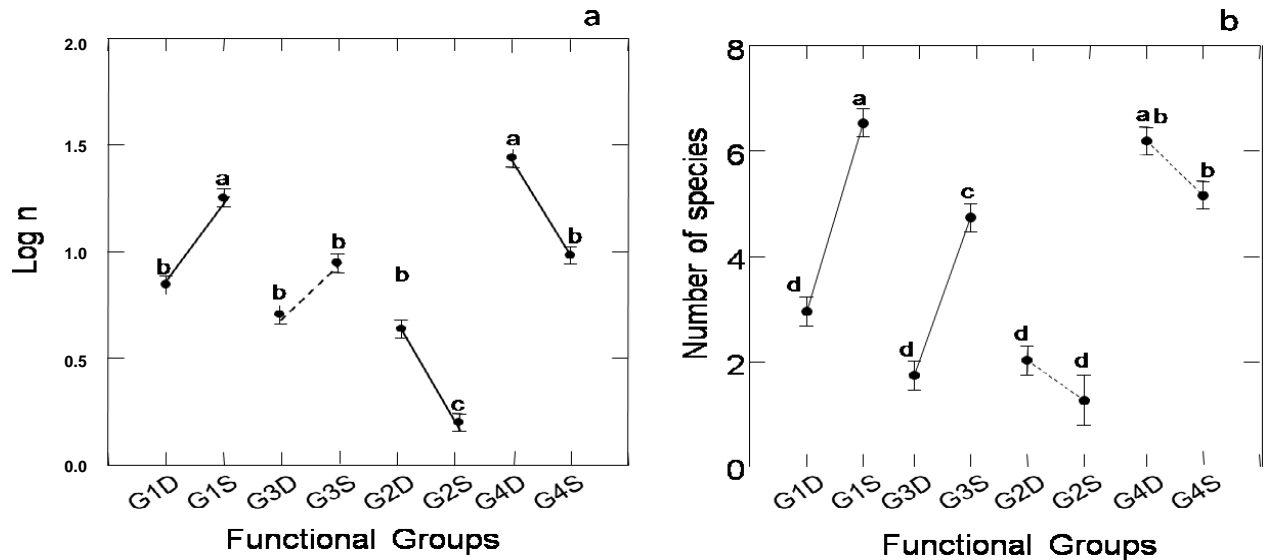 a
2.0
1.5
1.0
0.5
0.0
Log n
b
a
b
b
b
c
a
b
G1D G1S G3D G3S G2D G2S G4D G4S
Functional Groups
b
8
6
4
2
0
Number of species
d
a
d
c
d
d
a b
b
G1D G1S G3D G3S G2D G2S G4D G4S
Functional Groups